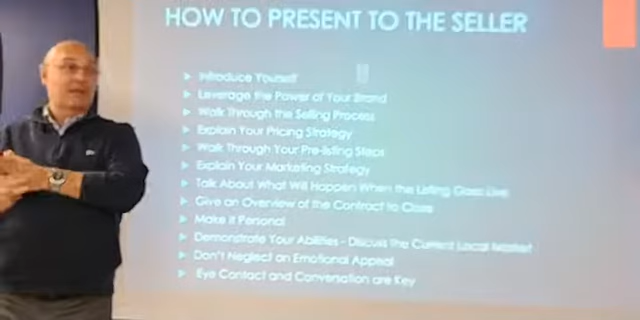 HOW TO PRESENT TO THE SELLER
Introduce Yourself
Leverage the Power of Your Brand
Walk Through the Selling Process
Explain Your Pricing Strategy
Walk Through Your Pre-listing Steps
Explain Your Marketing Strategy
Talk About What Will Happen When the Listing Goes Live
Give an Overview of the Contract to Close
Make it Personal
Demonstrate Your Abilities - Discuss the Current Local Market
Don't Neglect an Emotional Appeal
Eye Contact and Conversation are Key